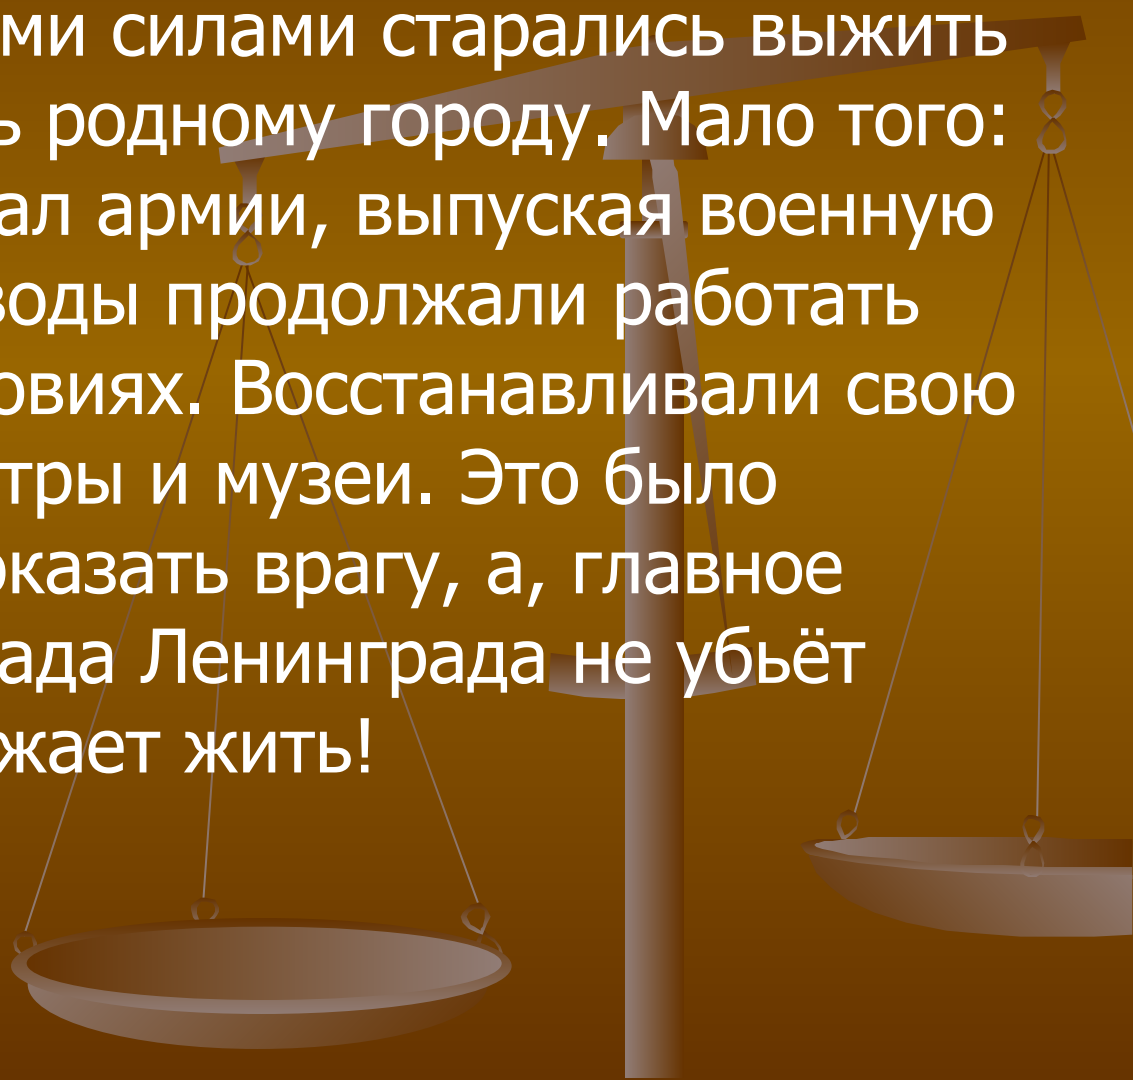 ми силами старались выжить
ь родному городу. Мало того:
ал армии, выпуская военную
воды продолжали работать
овиях. Восстанавливали свою
тры и музеи. Это было
оказать врагу, а, главное
ада Ленинграда не убьёт
жает жить!